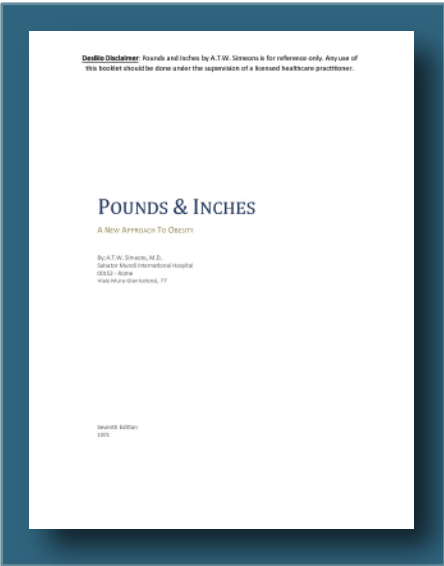 DesBio Disclaimer: Pounds and Inches by A.T.W. Simeons is for reference only. Any use of
this booklet should be done under the supervision of a licensed healthcare practitioner.
POUNDS & INCHES
A NEW APPROACH TO OBESITY
By: A.T.W. Simeons, M.D.
Salvator Mundi International Hospital
00152 - Rome
Viale Mura Gianicolensi, 77
Seventh Edition
1971